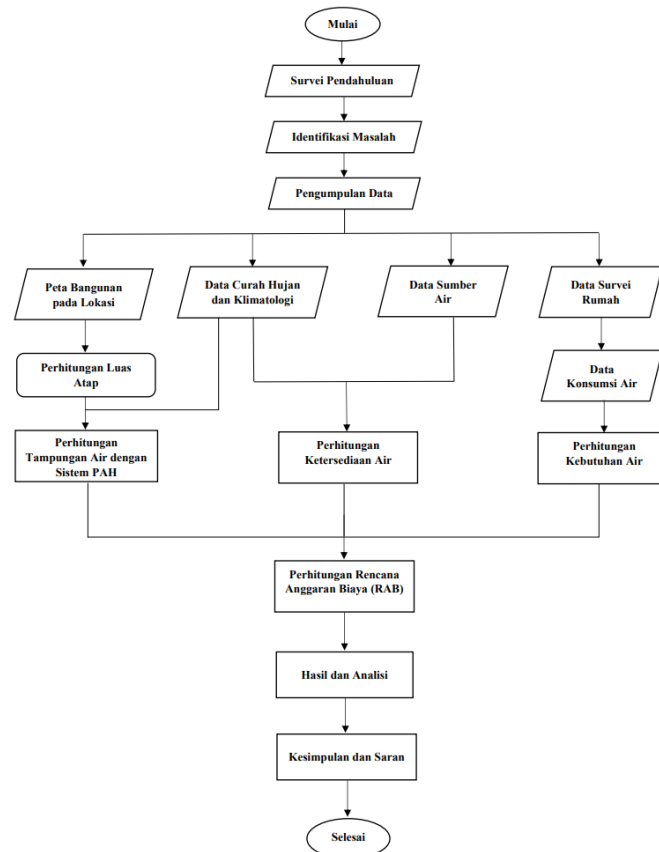 Mulai
Survei Pendahuluan
Identifikasi Masalah
Pengumpulan Data
Peta Bangunan
pada Lokasi
Data Curah Hujan
dan Klimatologi
Data Sumber
Air
Data Survei
Rumah
Perhitungan Luas
Atap
Data
Konsumsi Air
Perhitungan
Tampungan Air dengan
Sistem PAH
Perhitungan
Ketersediaan Air
Perhitungan
Kebutuhan Air
Perhitungan Rencana
Anggaran Biaya (RAB)
Hasil dan Analisi
Kesimpulan dan Saran
Selesai